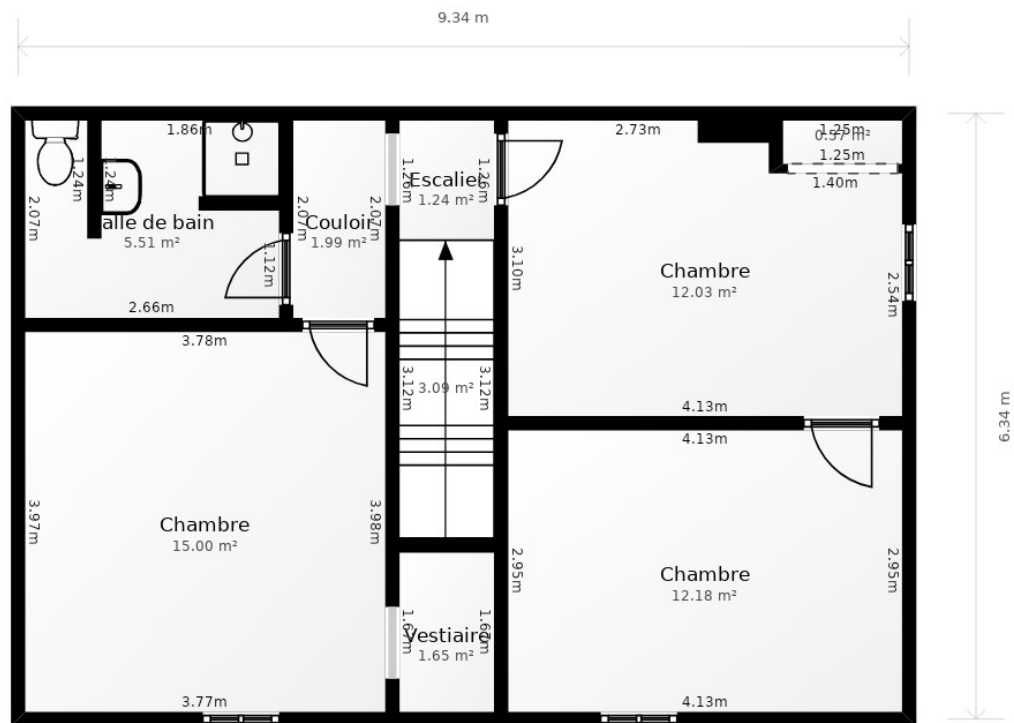 9.34 m
1.86m
2.73m
1.25m
0.57 m²
1.25m
1.40m
1.24m
1.24m
2.07m
alle de bain
5.51 m²
1.12m
2.66m
2.07m
Couloir
1.99 m²
2.07m
1.26m
Escalier
1.24 m²
1.26m
3.10m
Chambre
12.03 m²
2.54m
4.13m
3.78m
3.12m
3.09 m²
3.12m
4.13m
6.34 m
3.97m
Chambre
15.00 m²
3.98m
3.77m
1.67m
Vestiaire
1.65 m²
1.67m
2.95m
Chambre
12.18 m²
2.95m
4.13m